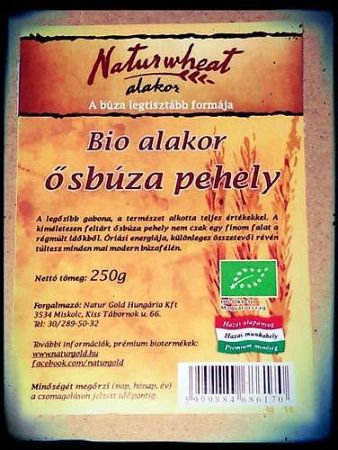 Naturwheat
alakor
A búza legtisztább formája
Bio alakor
ősbúza pehely
A legősibb gabona, a természet alkotta teljes értékekkel. A
kíméletesen feltárt ősbúza pehely nem csak egy finom falat a
régmúlt időkből. Óriási energiája, különleges összetevői révén
túltesz minden mai modern búzafélén.
Nettó tömeg: 250g
Forgalmazó: Natur Gold Hungária Kft
3534 Miskolc, Kiss Tábornok u. 66.
Tel: 30/289-50-32
További információk, prémium biotermékek:
www.naturgold.hu
facebook.com/naturgold
Minőségét megőrzi (nap, hónap, év)
a csomagoláson jelzett időpontig.
Hazai alapanyag
Hazai munkahely
Prémium minőség
5999884686170